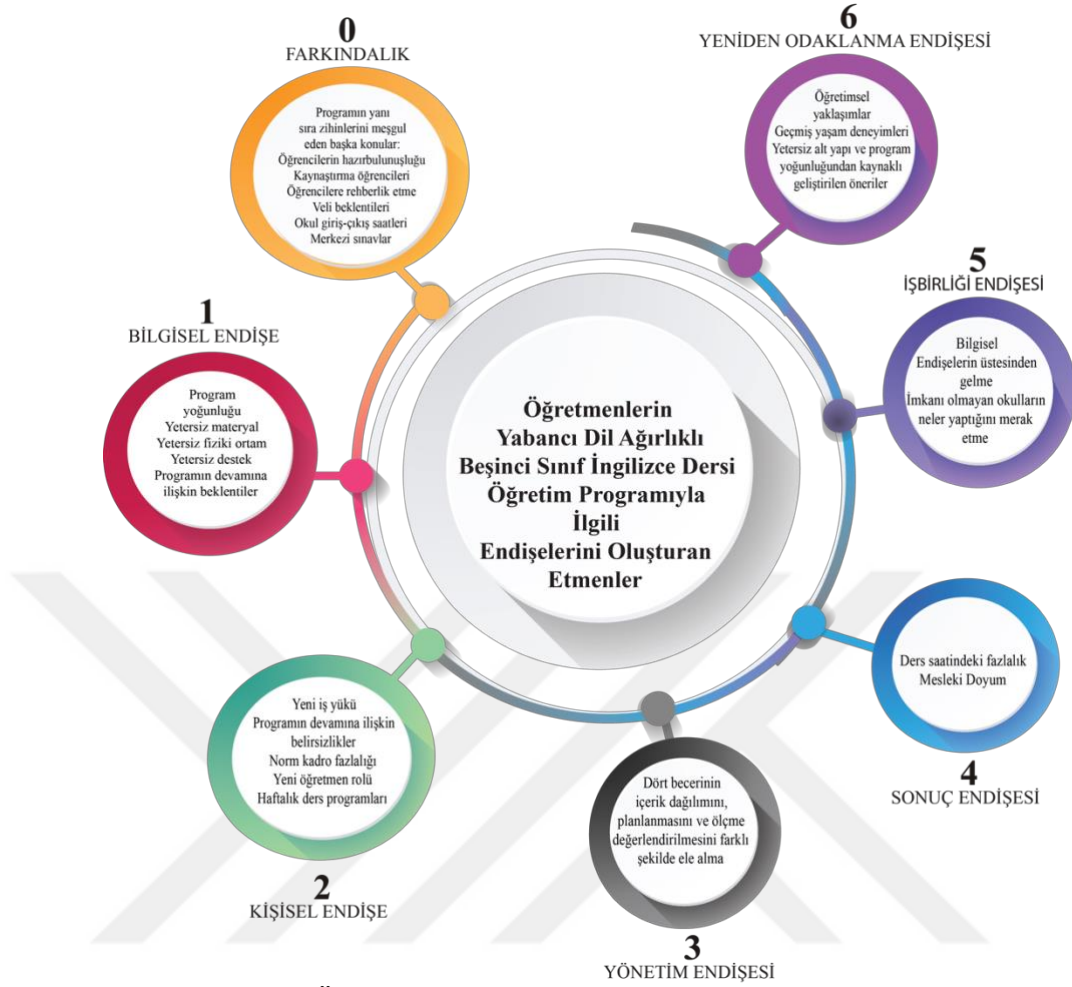 0
FARKINDALIK
Programın yanı
sıra zihinlerini meşgul
eden başka konular:
Öğrencilerin hazırbulunuşluğu
Kaynaştırma öğrencileri
Öğrencilere rehberlik etme
Veli beklentileri
Okul giriş-çıkış saatleri
Merkezi sınavlar
1
BİLGİSEL ENDİŞE
Program
yoğunluğu
Yetersiz materyal
Yetersiz fiziki ortam
Yetersiz destek
Programın devamına
ilişkin beklentiler
Yeni iş yükü
Programın devamına ilişkin
belirsizlikler
Norm kadro fazlalığı
Yeni öğretmen rolü
Haftalık ders programları
2
KİŞİSEL ENDİŞE
Dört becerinin
içerik dağılımını,
planlanmasını ve ölçme
değerlendirilmesini farklı
şekilde ele alma
3
YÖNETİM ENDİŞESİ
Ders saatindeki fazlalık
Mesleki Doyum
4
SONUÇ ENDİŞESİ
5
İŞBİRLİĞİ ENDİŞESİ
Bilgisel
Endişelerin üstesinden
gelme
İmkanı olmayan okulların
neler yaptığını merak
etme
6
YENİDEN ODAKLANMA ENDİŞESİ
Öğretimsel
yaklaşımlar
Geçmiş yaşam deneyimleri
Yetersiz alt yapı ve program
yoğunluğundan kaynaklı
geliştirilen öneriler
Öğretmenlerin
Yabancı Dil Ağırlıklı
Beşinci Sınıf İngilizce Dersi
Öğretim Programıyla
İlgili
Endişelerini Oluşturan
Etmenler